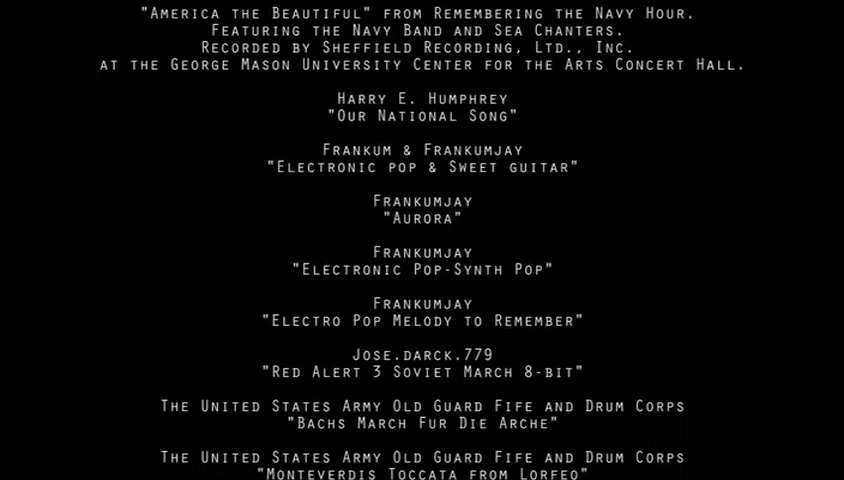 "America the Beautiful" from Remembering the Navy Hour.
Featuring the Navy Band and Sea Chanters.
Recorded by Sheffield Recording, Ltd., Inc.
at the George Mason University Center for the Arts Concert Hall.
Harry E. Humphrey
"Our National Song"
Frankum & Frankumjay
"Electronic pop & Sweet guitar"
Frankumjay
"Aurora"
Frankumjay
"Electronic Pop-Synth Pop"
Frankumjay
"Electro Pop Melody to Remember"
Jose.darck.779
"Red Alert 3 Soviet March 8-bit"
The United States Army Old Guard Fife and Drum Corps
"Bachs March Fur Die Arche"
The United States Army Old Guard Fife and Drum Corps
"Monteverdis Toccata from Lorfeo"